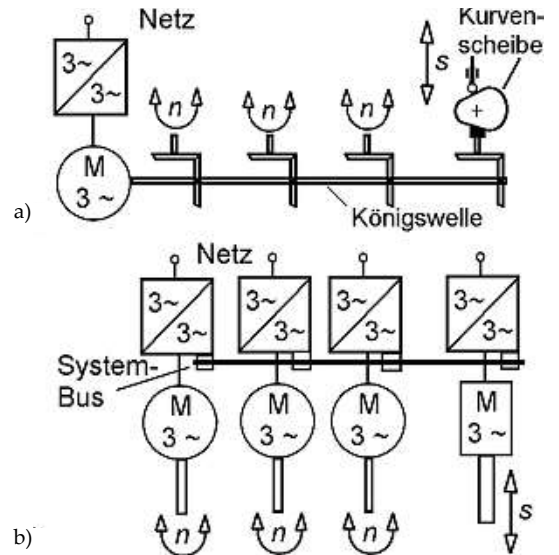 Netz
Kurven-
scheibe
3~
3~
s
n
n
n
+
M
3~
Königswelle
a)
Netz
3~
3~
3~
3~
3~
3~
3~
3~
System-
Bus
M
3~
M
3~
M
3~
M
3~
n
n
n
s
b)